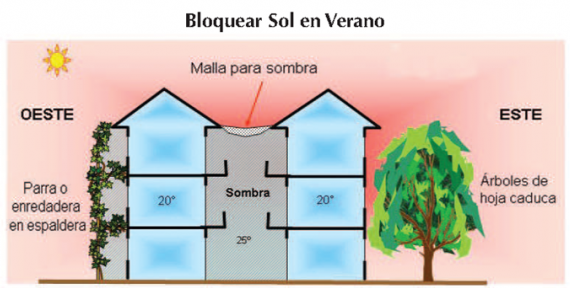 Bloquear Sol en Verano
Malla para sombra
OESTE
ESTE
Parra o
enredadera
en espaldera
20°
Sombra
20°
25°
Árboles de
hoja caduca